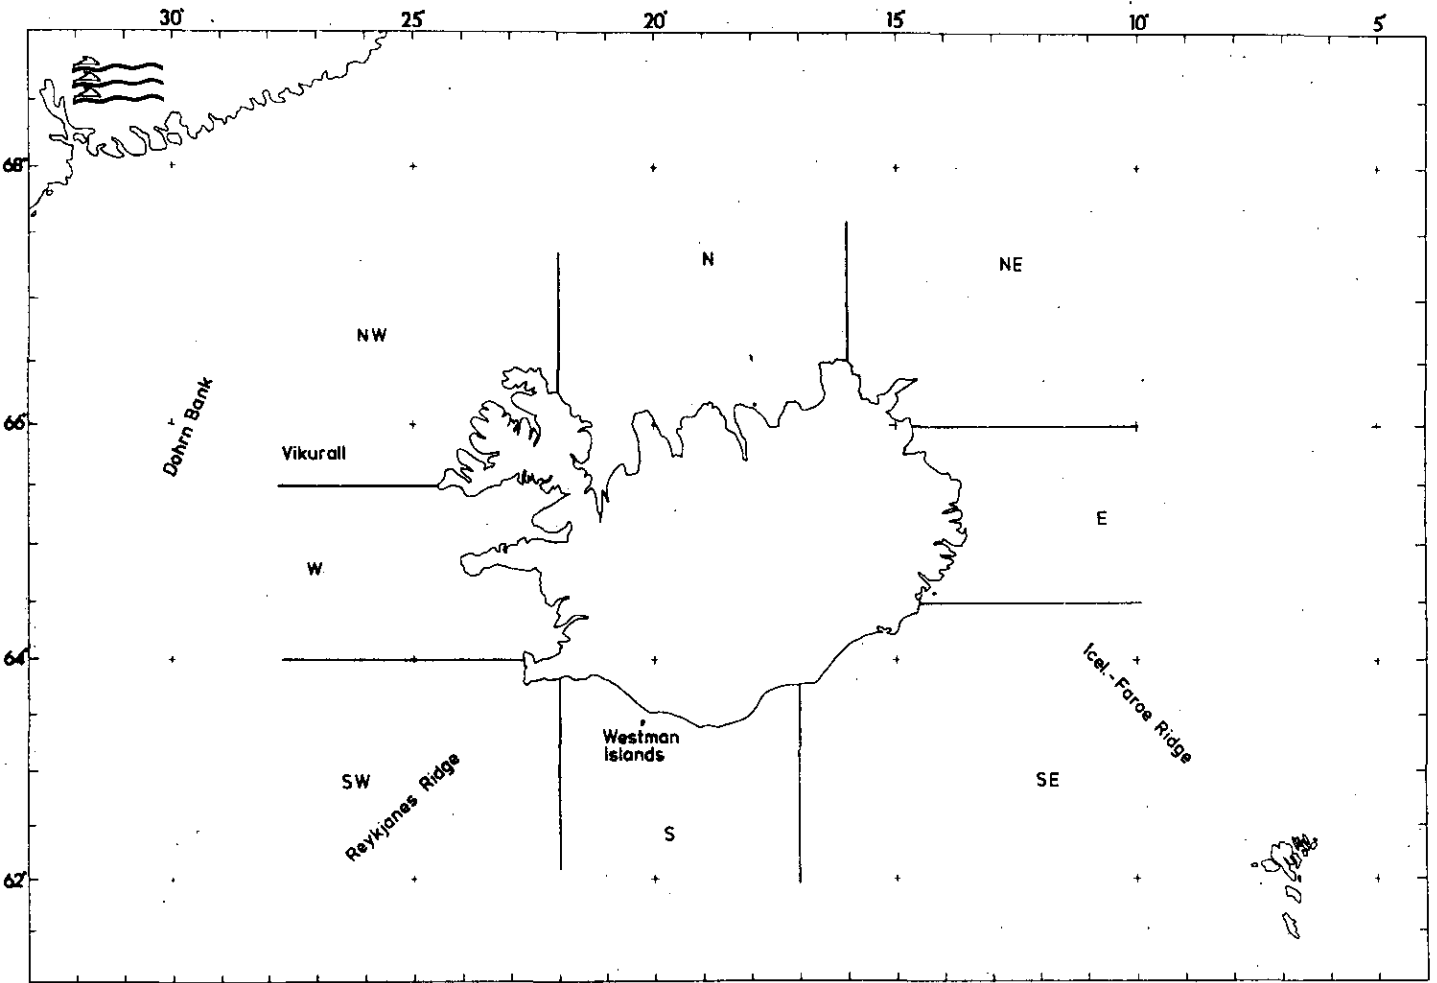 30° 25° 20° 15° 10° 5°
68°
N
NE
NW
66°
Dohrn Bank
Vikurall
E
W
64°
Icel.-Faroe Ridge
Westman
Islands
SW
Reykjanes Ridge
SE
S
62°